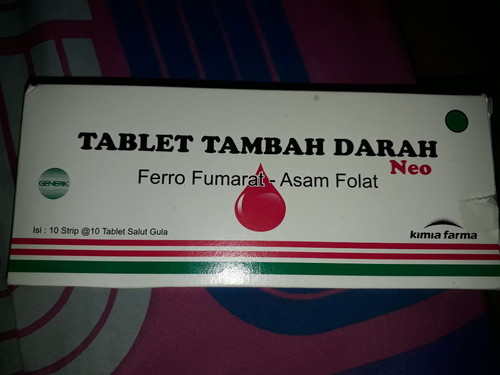 TABLET TAMBAH DARAH
Neo
Ferro Fumarat - Asam Folat
GENERIK
Isi : 10 Strip @10 Tablet Salut Gula
kimia farma